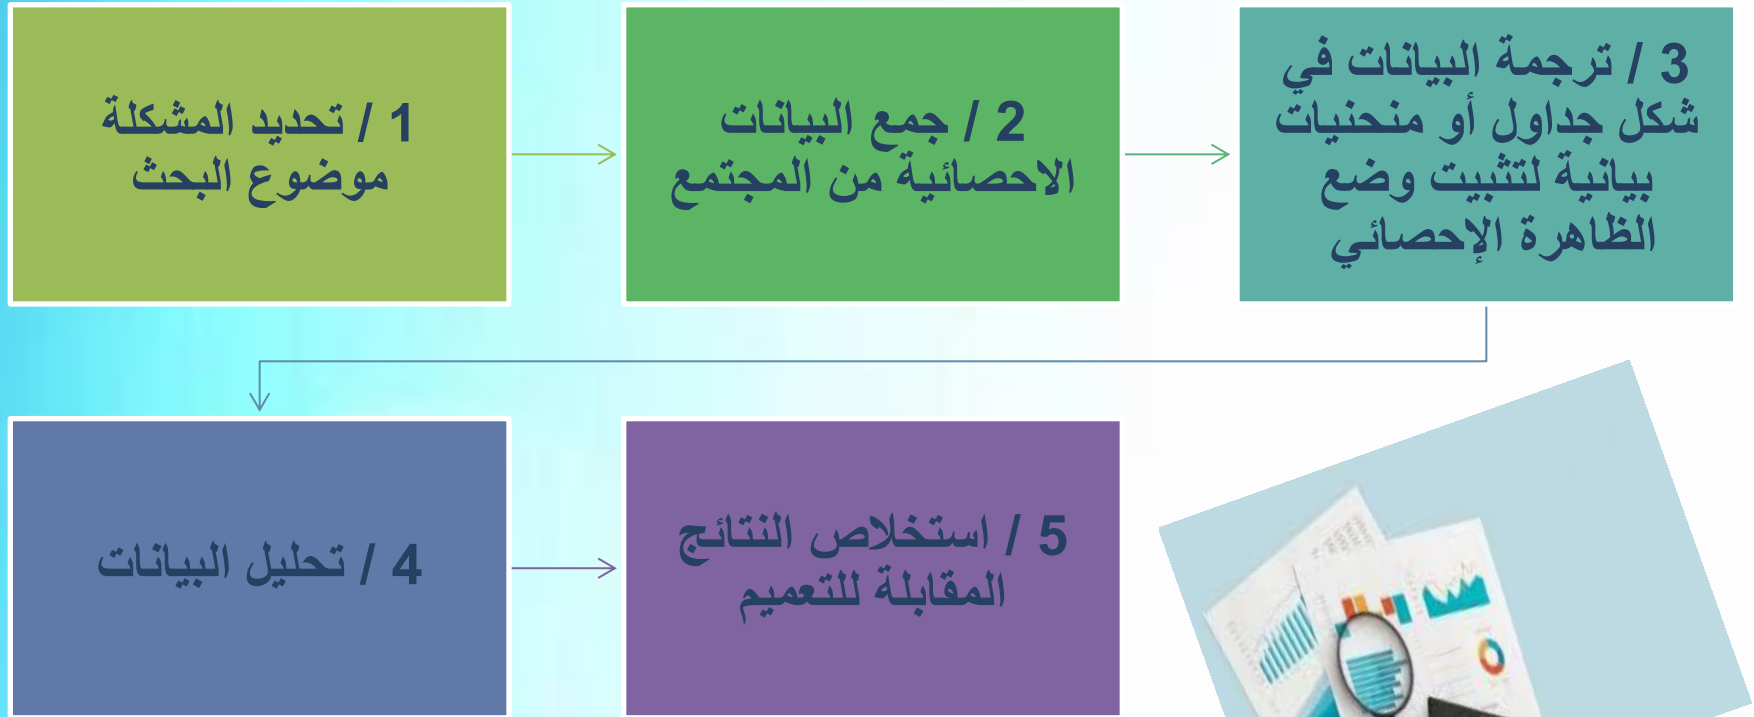 1 / تحديد المشكلة
موضوع البحث
2 / جمع البيانات
الاحصائية من المجتمع
3 / ترجمة البيانات في
شكل جداول أو منحنيات
بيانية لتثبيت وضع
الظاهرة الإحصائي
4 / تحليل البيانات
5 / استخلاص النتائج
المقابلة للتعميم